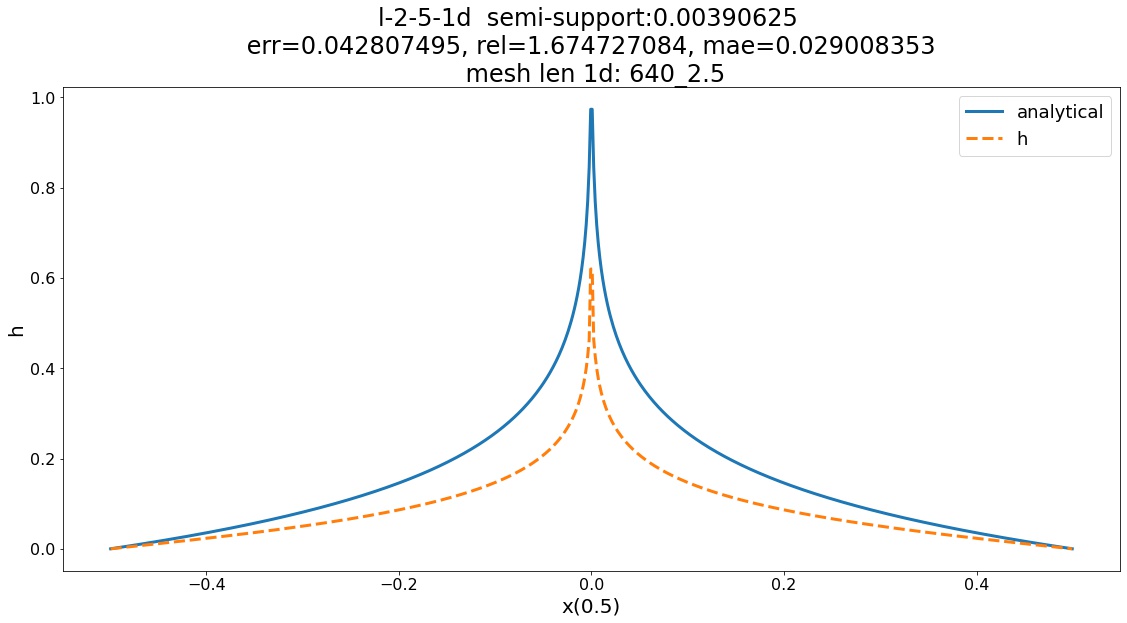 l-2-5-1d  semi-support:0.00390625
err=0.042807495, rel=1.674727084, mae=0.029008353
mesh len 1d: 640_2.5
analytical
h
h
1.0
0.8
0.6
0.4
0.2
0.0
−0.4
−0.2
0.0
0.2
0.4
x(0.5)